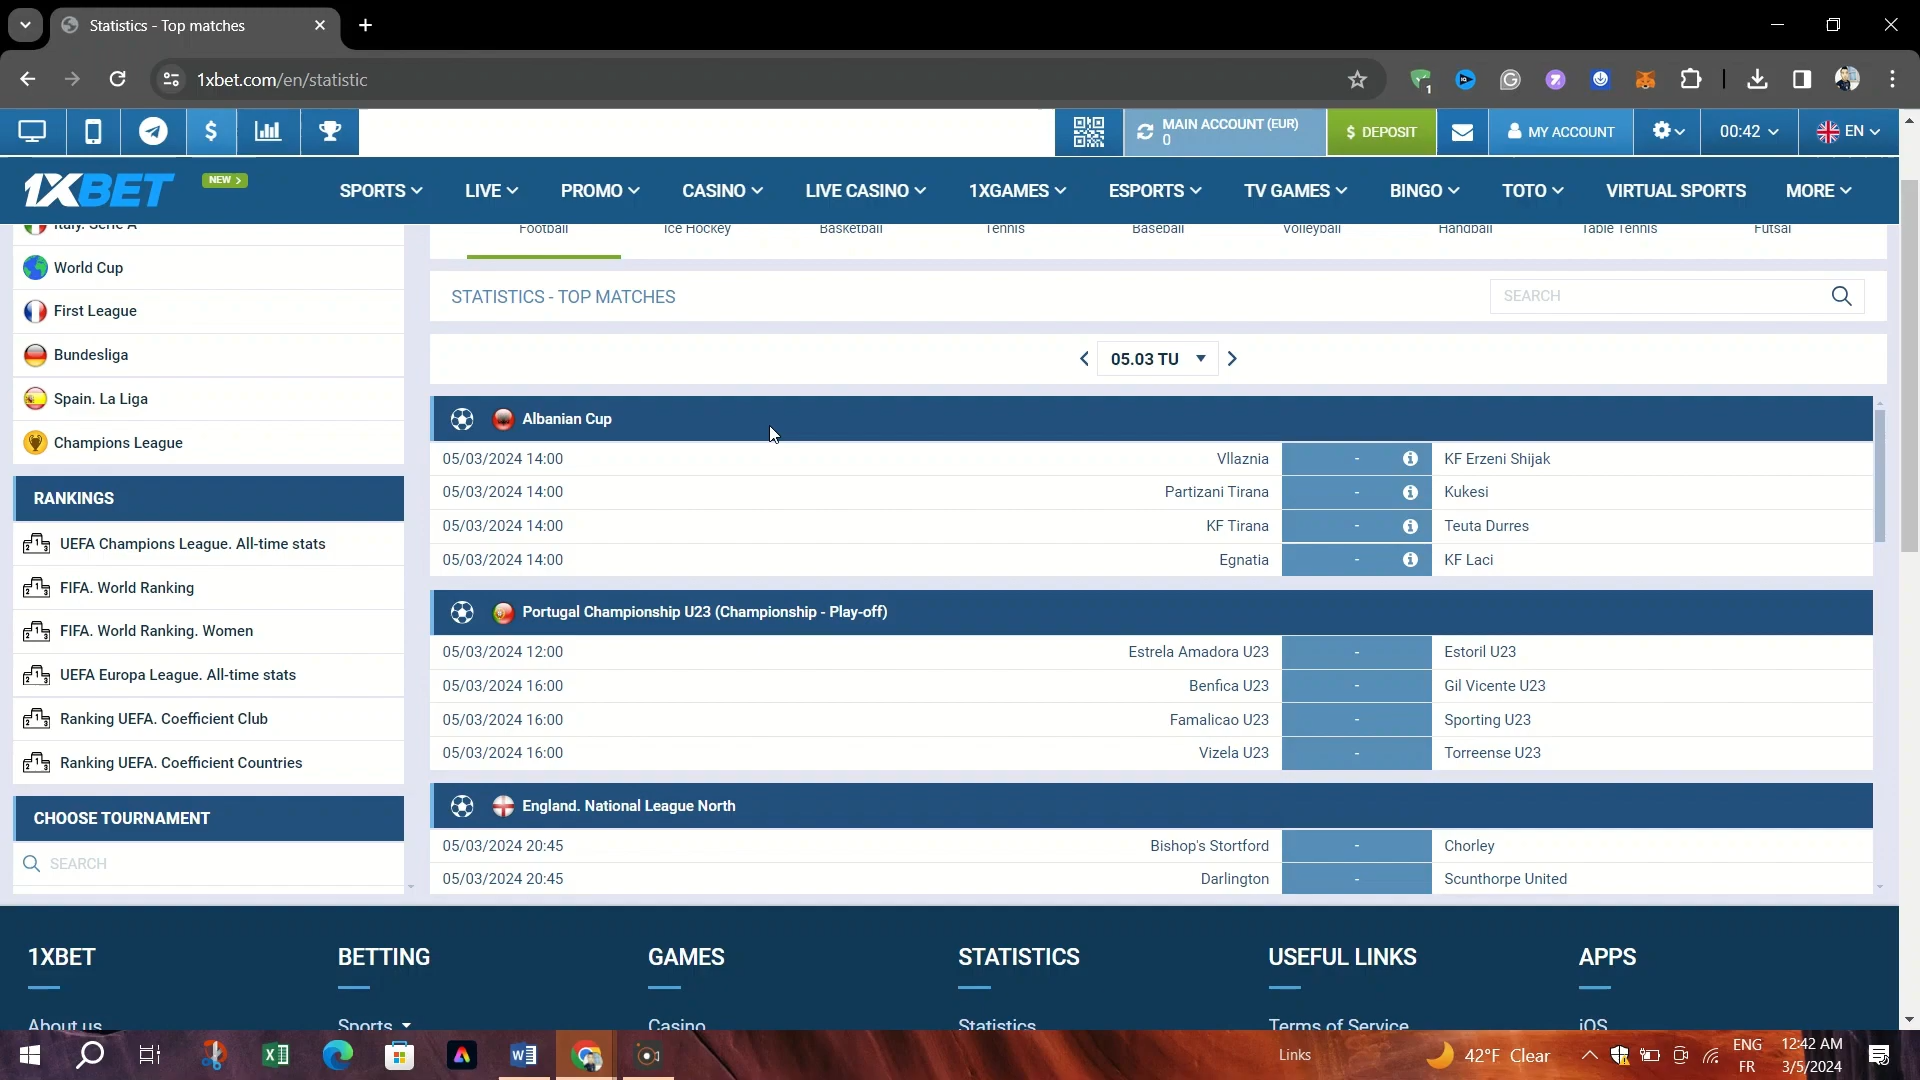 Statistics - Top matches
1xbet.com/en/statistic
1
$
MAIN ACCOUNT (EUR)
0
$ DEPOSIT
MY ACCOUNT
00:42
EN
1XBET
NEW >
SPORTS
LIVE
PROMO
CASINO
LIVE CASINO
1XGAMES
ESPORTS
TV GAMES
BINGO
TOTO
VIRTUAL SPORTS
MORE
Italy. Serie A
World Cup
First League
Bundesliga
Spain. La Liga
Champions League
RANKINGS
UEFA Champions League. All-time stats
FIFA. World Ranking
FIFA. World Ranking. Women
UEFA Europa League. All-time stats
Ranking UEFA. Coefficient Club
Ranking UEFA. Coefficient Countries
CHOOSE TOURNAMENT
SEARCH
Football Ice Hockey Basketball Tennis Baseball Volleyball Handball Table Tennis Futsal
STATISTICS - TOP MATCHES
SEARCH
05.03 TU
Albanian Cup
05/03/2024 14:00 Vllaznia - KF Erzeni Shijak
05/03/2024 14:00 Partizani Tirana - Kukesi
05/03/2024 14:00 KF Tirana - Teuta Durres
05/03/2024 14:00 Egnatia - KF Laci
Portugal Championship U23 (Championship - Play-off)
05/03/2024 12:00 Estrela Amadora U23 - Estoril U23
05/03/2024 16:00 Benfica U23 - Gil Vicente U23
05/03/2024 16:00 Famalicao U23 - Sporting U23
05/03/2024 16:00 Vizela U23 - Torreense U23
England. National League North
05/03/2024 20:45 Bishop's Stortford - Chorley
05/03/2024 20:45 Darlington - Scunthorpe United
1XBET
BETTING
GAMES
STATISTICS
USEFUL LINKS
APPS
About us
Sports
Casino
Statistics
Terms of Service
iOS
Links
42°F Clear
ENG
FR
12:42 AM
3/5/2024